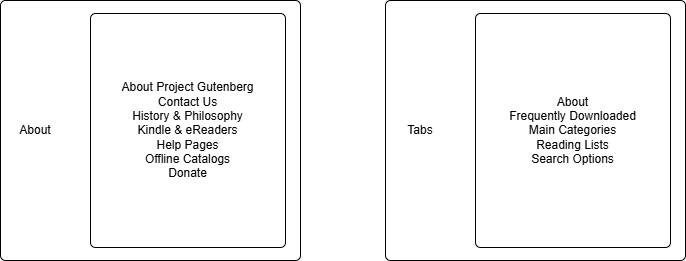 About
About Project Gutenberg
Contact Us
History & Philosophy
Kindle & eReaders
Help Pages
Offline Catalogs
Donate
Tabs
About
Frequently Downloaded
Main Categories
Reading Lists
Search Options